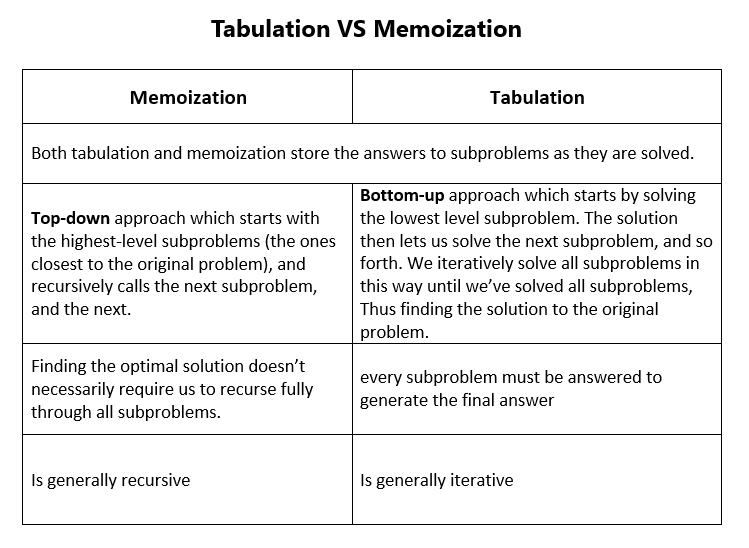 Tabulation VS Memoization
Memoization
Tabulation
Both tabulation and memoization store the answers to subproblems as they are solved.
Top-down approach which starts with
the highest-level subproblems (the ones
closest to the original problem), and
recursively calls the next subproblem,
and the next.
Bottom-up approach which starts by solving
the lowest level subproblem. The solution
then lets us solve the next subproblem, and so
forth. We iteratively solve all subproblems in
this way until we’ve solved all subproblems,
Thus finding the solution to the original
problem.
Finding the optimal solution doesn’t
necessarily require us to recurse fully
through all subproblems.
every subproblem must be answered to
generate the final answer
Is generally recursive
Is generally iterative